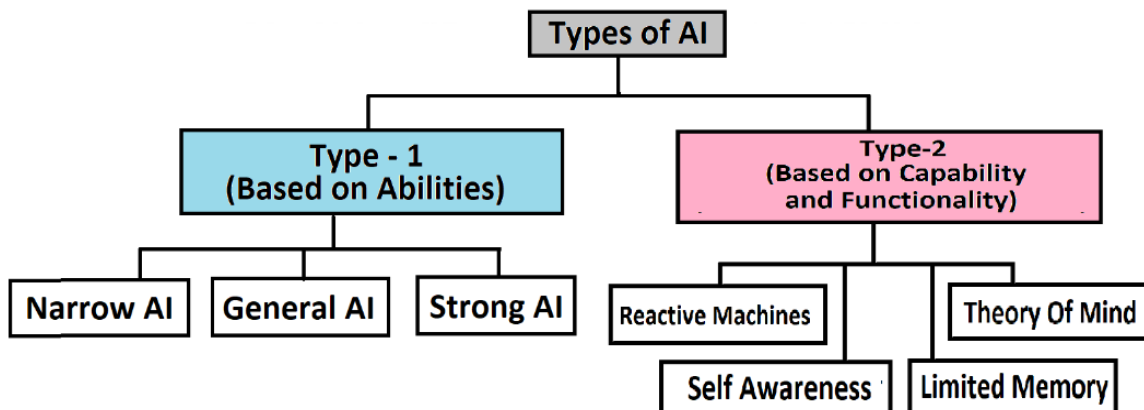 Types of AI
Type - 1
(Based on Abilities)
Type-2
(Based on Capability
and Functionality)
Narrow AI
General AI
Strong AI
Reactive Machines
Theory Of Mind
Self Awareness
Limited Memory